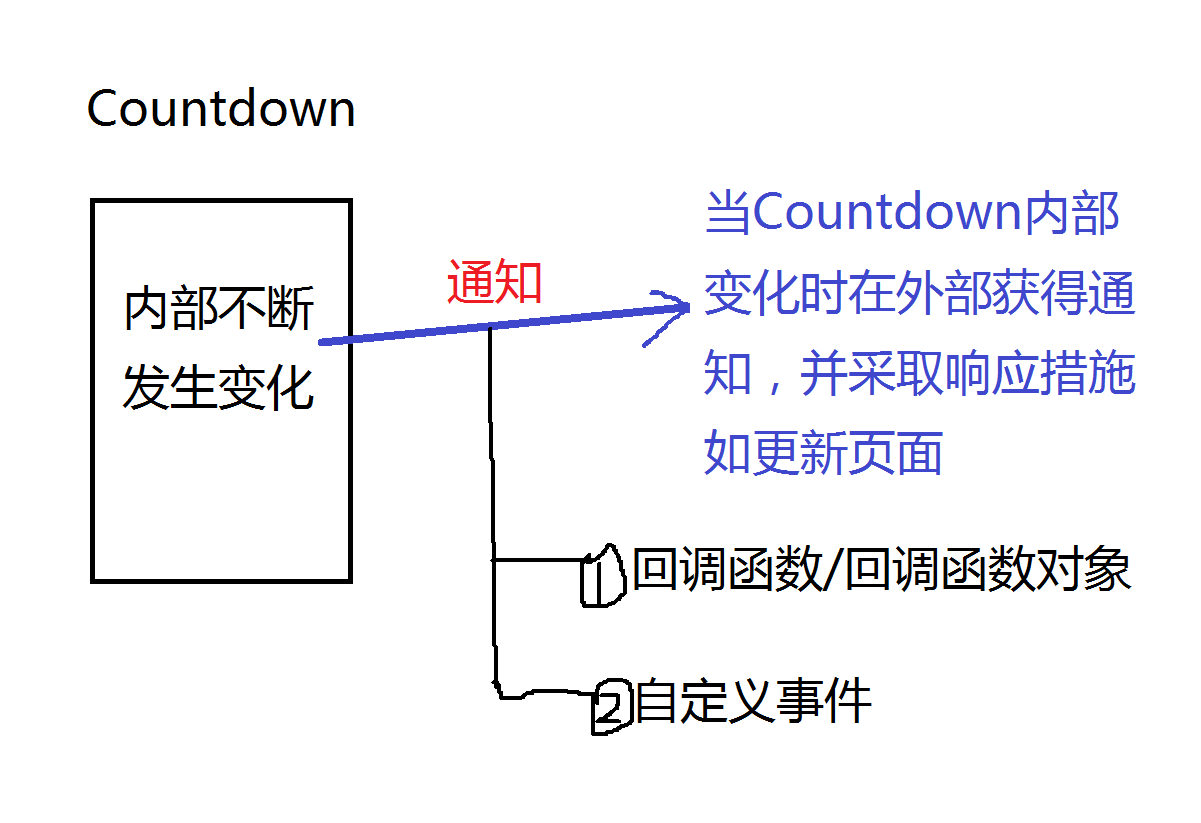 Countdown
内部不断
发生变化
通知
当Countdown内部
变化时在外部获得通
知，并采取响应措施
如更新页面
1回调函数/回调函数对象
2自定义事件